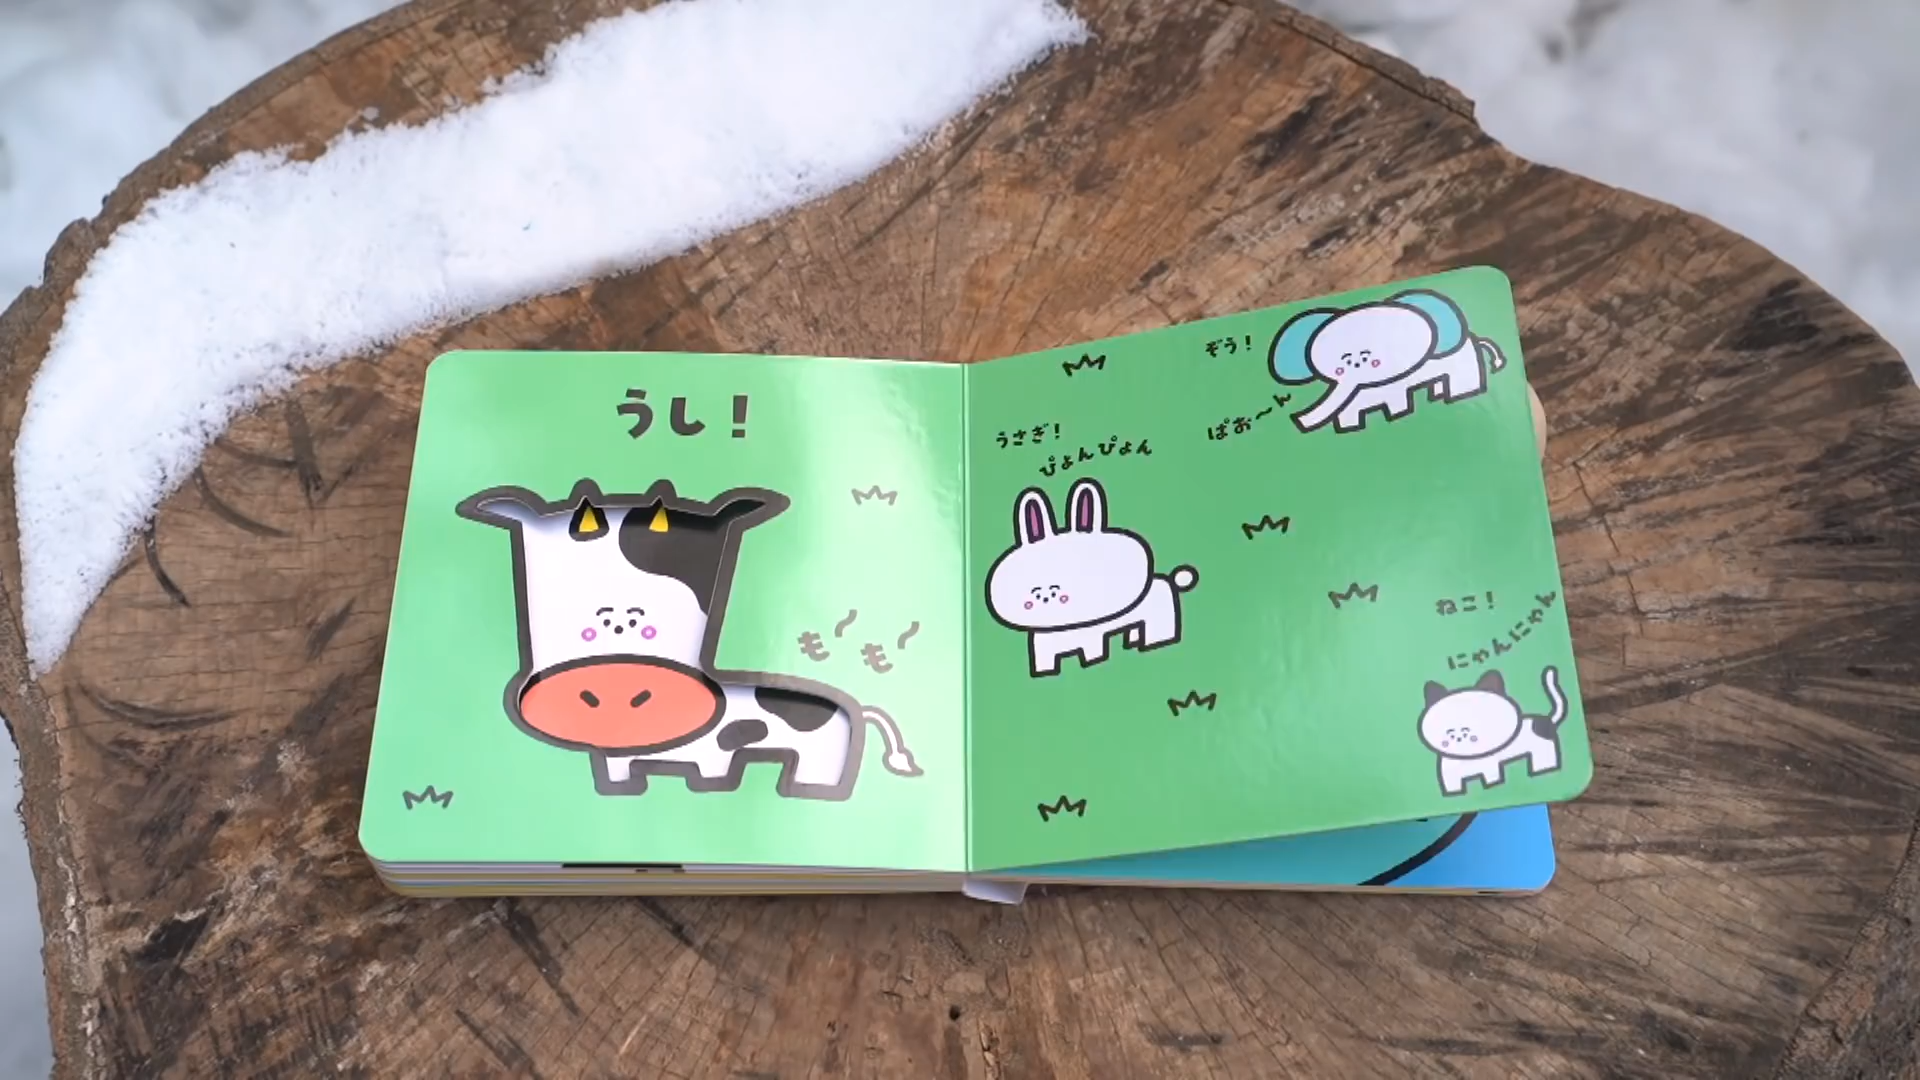 うし！
も〜も〜
うさぎ！
ぴょんぴょん
ぞう！
ぱお〜ん
ねこ！
にゃんにゃん